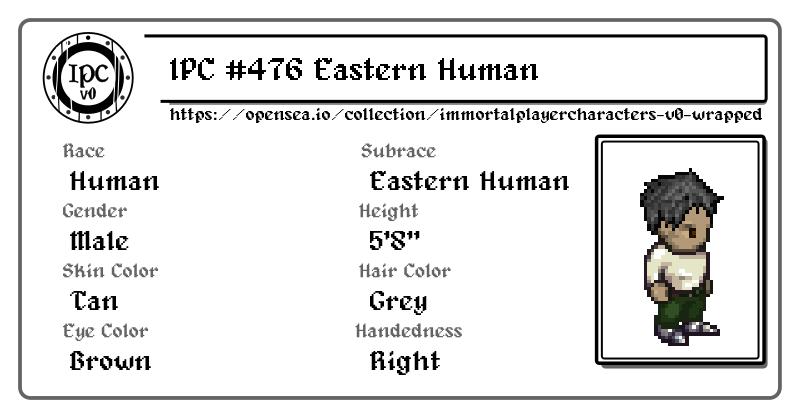 IPC
v0
IPC #476 Eastern Human
https://opensea.io/collection/immortalplayercharacters-v0-wrapped
Race
Subrace
Human
Eastern Human
Gender
Height
Male
5'8"
Skin Color
Hair Color
Tan
Grey
Eye Color
Handedness
Brown
Right